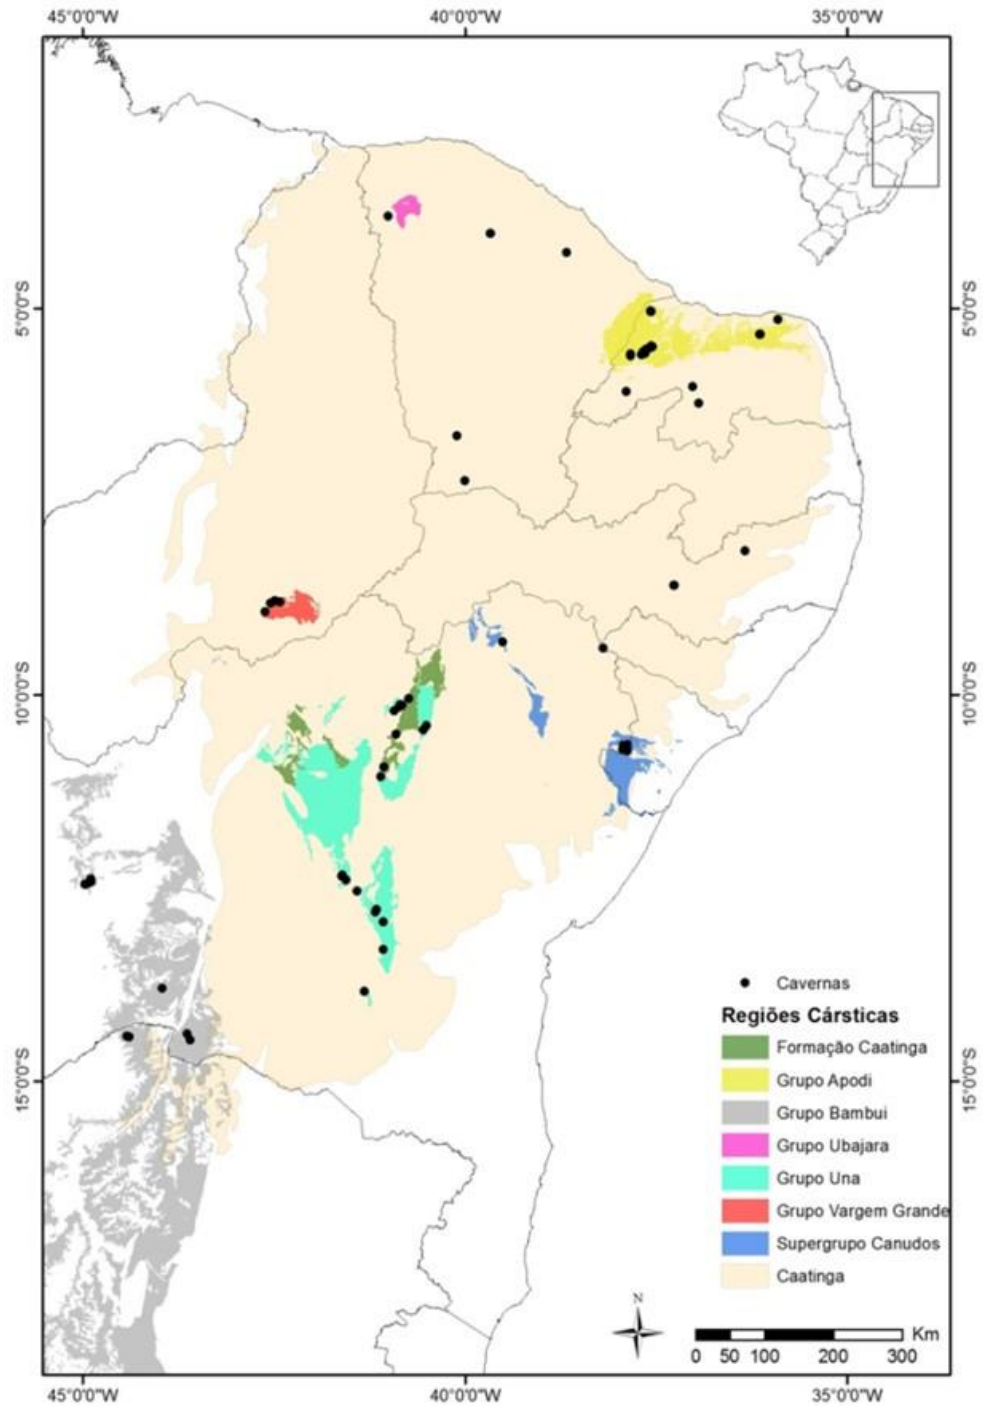 45°0'0"W 40°0'0"W 35°0'0"W
5°0'0"S 5°0'0"S
10°0'0"S 10°0'0"S
15°0'0"S 15°0'0"S
Cavernas
Regiões Cársticas
Formação Caatinga
Grupo Apodi
Grupo Bambui
Grupo Ubajara
Grupo Una
Grupo Vargem Grande
Supergrupo Canudos
Caatinga
N
Km
0 50 100 200 300
45°0'0"W 40°0'0"W 35°0'0"W